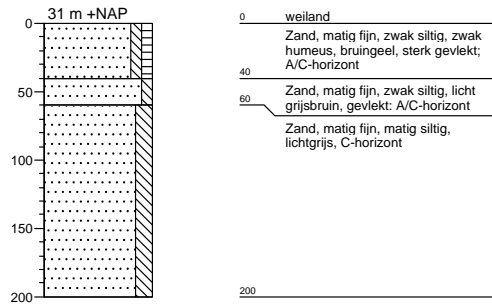 31 m +NAP
0
50
100
150
200
0 weiland
Zand, matig fijn, zwak siltig, zwak
humeus, bruingeel, sterk gevlekt;
A/C-horizont
40
Zand, matig fijn, zwak siltig, licht
grijsbruin, gevlekt: A/C-horizont
60
Zand, matig fijn, matig siltig,
lichtgrijs, C-horizont
200